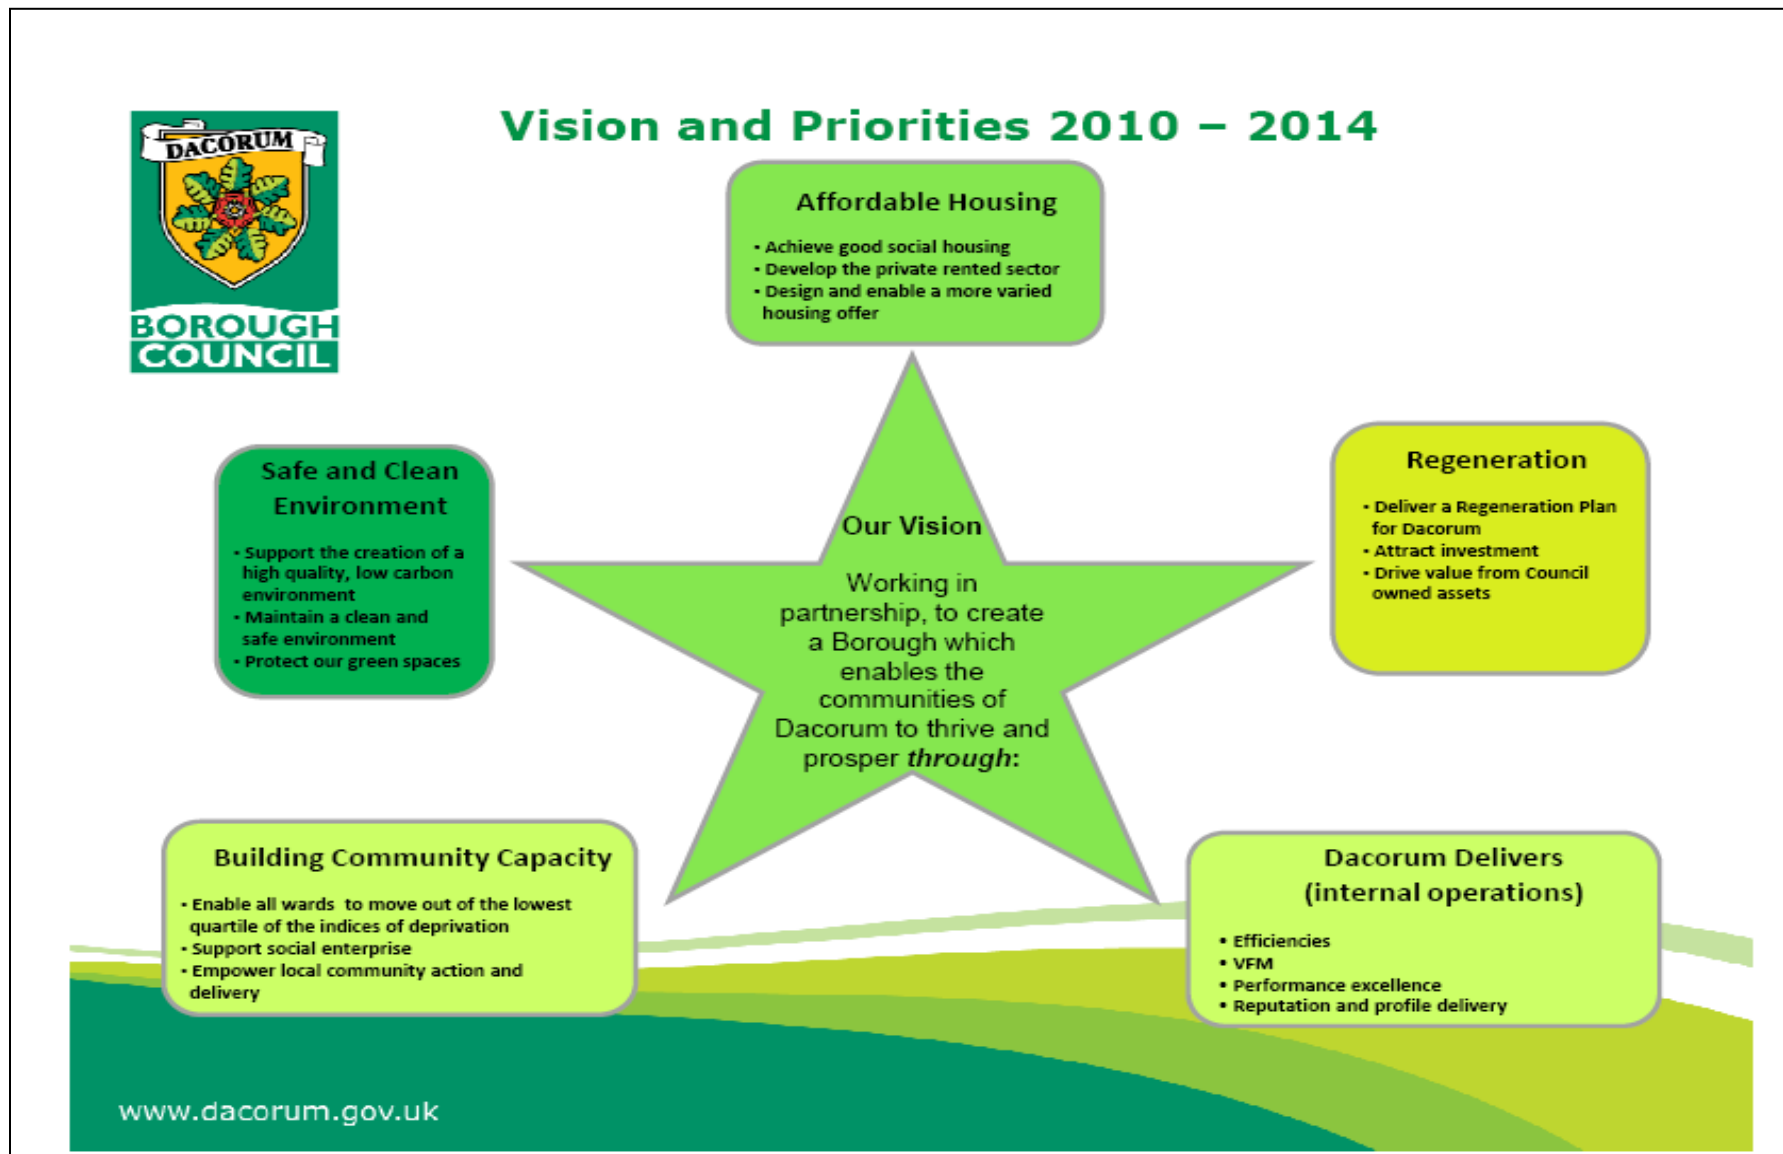 DACORUM
BOROUGH
COUNCIL
Vision and Priorities 2010 – 2014
Affordable Housing
• Achieve good social housing
• Develop the private rented sector
• Design and enable a more varied
housing offer
Safe and Clean
Environment
• Support the creation of a
high quality, low carbon
environment
• Maintain a clean and
safe environment
• Protect our green spaces
Our Vision
Working in
partnership, to create
a Borough which
enables the
communities of
Dacorum to thrive and
prosper through:
Regeneration
• Deliver a Regeneration Plan
for Dacorum
• Attract investment
• Drive value from Council
owned assets
Building Community Capacity
• Enable all wards to move out of the lowest
quartile of the indices of deprivation
• Support social enterprise
• Empower local community action and
delivery
Dacorum Delivers
(internal operations)
• Efficiencies
• VFM
• Performance excellence
• Reputation and profile delivery
www.dacorum.gov.uk